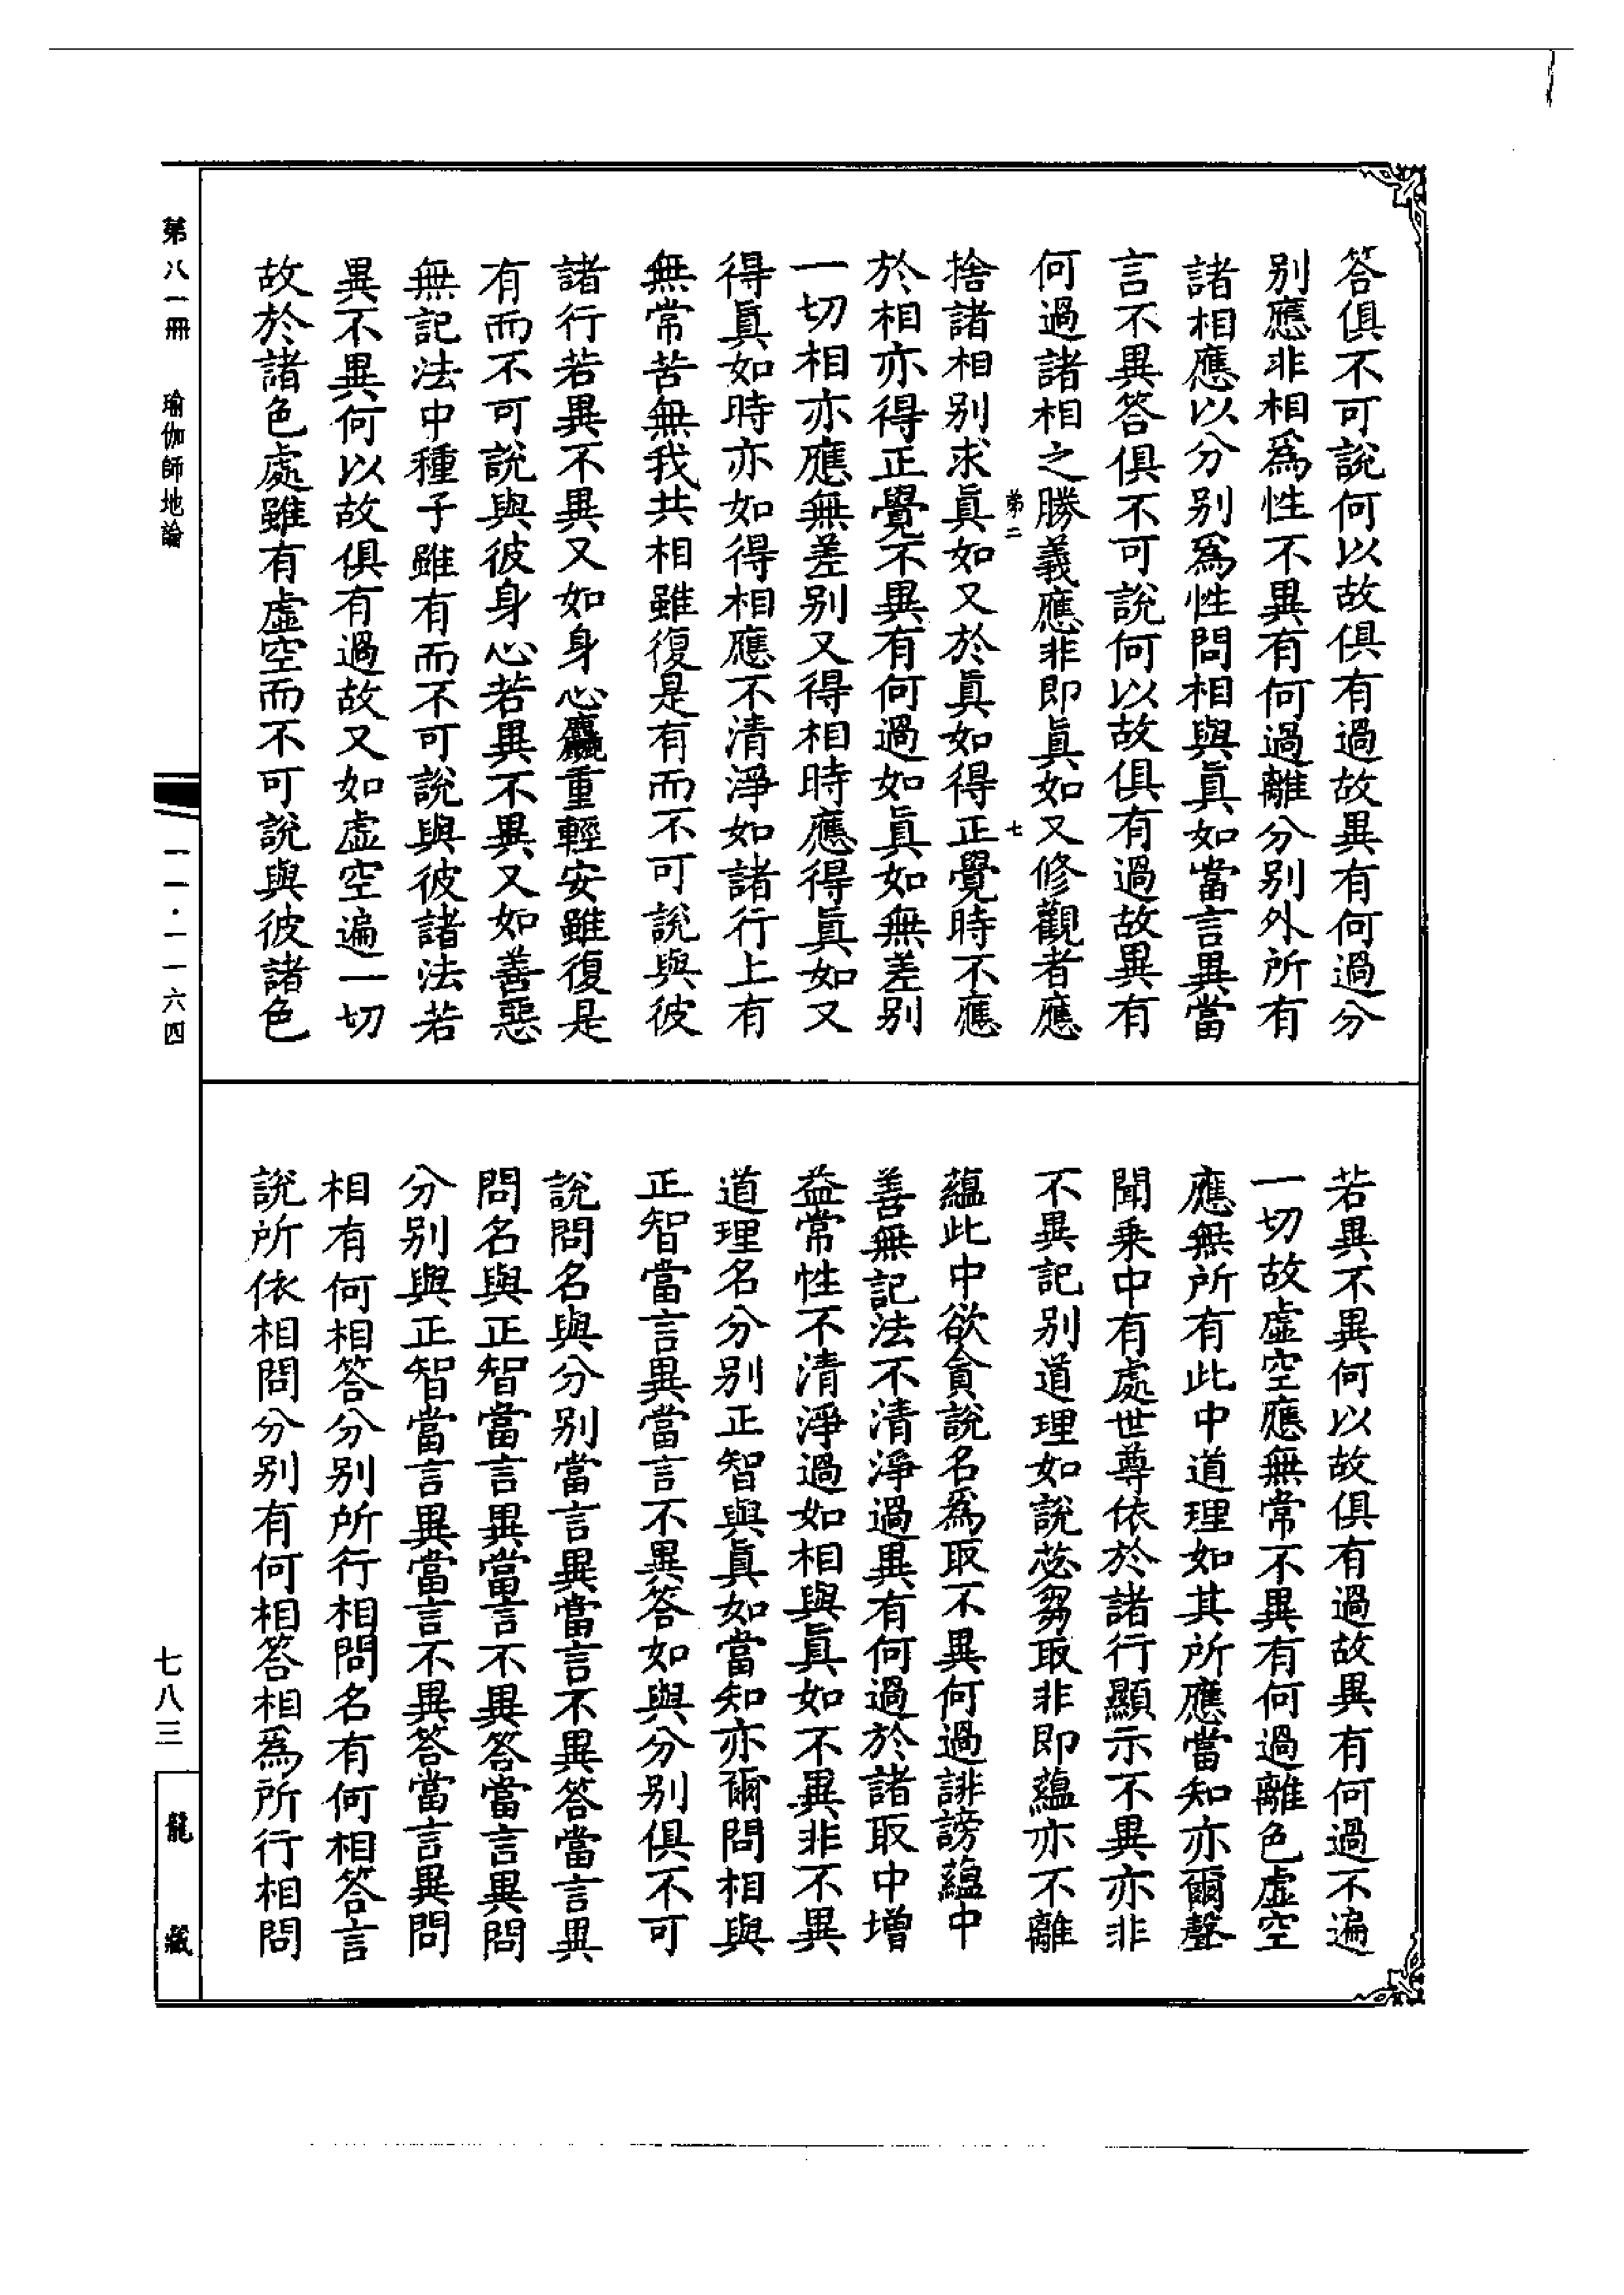 答俱不可說何以故俱有過故異有何過分
別應非相爲性不異有何過離分別外所有
諸相應以分別爲性問相與眞如當言異當
言不異答俱不可說何以故俱有過故異有
何過諸相之勝義應非即眞如又修觀者應
第二 七
捨諸相別求眞如又於眞如得正覺時不應
於相亦得正覺不異有何過如眞如無差別
一切相亦應無差別又得相時應得眞如又
得眞如時亦如得相應不清淨如諸行上有
無常苦無我共相雖復是有而不可說與彼
諸行若異不異又如身心麤重輕安雖復是
有而不可說與彼身心若異不異又如善惡
無記法中種子雖有而不可說與彼諸法若
異不異何以故俱有過故又如虛空遍一切
故於諸色處雖有虛空而不可說與彼諸色
若異不異何以故俱有過故異有何過不遍
一切故虛空應無常不異有何過離色虛空
應無所有此中道理如其所應當知亦爾聲
聞乘中有處世尊依於諸行顯示不異亦非
不異記別道理如說苾芻取非即蘊亦不離
蘊此中欲貪說名爲取不異何過誹謗蘊中
善無記法不清淨過異有何過於諸取中增
益常性不清淨過如相與眞如不異非不異
道理名分別正智與眞如當知亦爾問相與
正智當言異當言不異答如與分別俱不可
說問名與分別當言異當言不異答當言異
問名與正智當言異當言不異答當言異問
分別與正智當言異當言不異答當言異問
相有何相答分別所行相問名有何相答言
說所依相問分別有何相答相爲所行相問
第八一冊 瑜伽師地論
一一·一一六四
七八三
龍藏